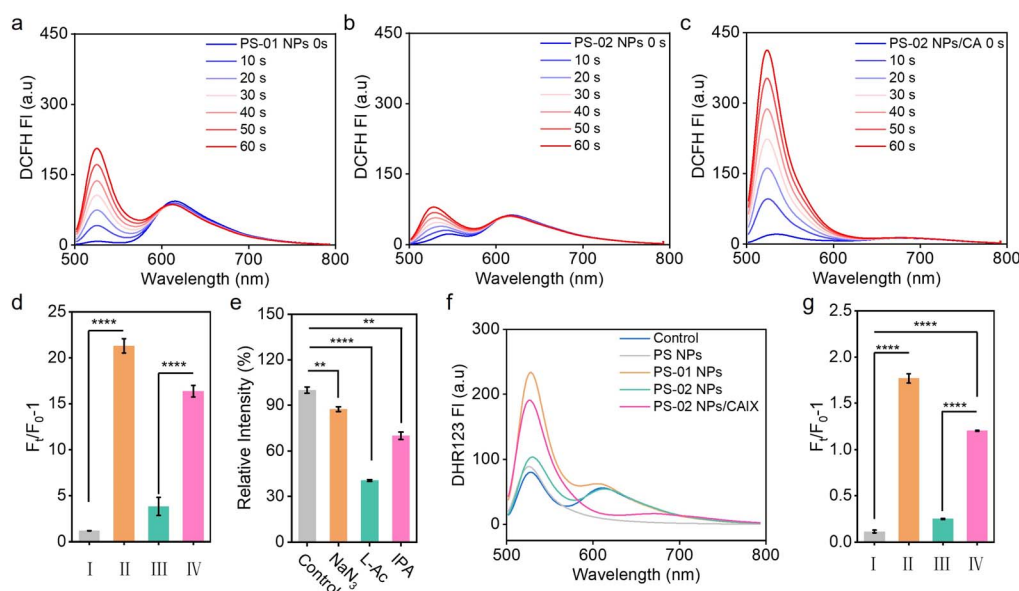 a
450
300
150
0
DCFH FI (a.u)
PS-01 NPs 0s
10 s
20 s
30 s
40 s
50 s
60 s
500 600 700 800
Wavelength (nm)
b
450
300
150
0
DCFH FI (a.u)
PS-02 NPs 0 s
10 s
20 s
30 s
40 s
50 s
60 s
500 600 700 800
Wavelength (nm)
c
450
300
150
0
DCFH FI (a.u)
PS-02 NPs/CA 0 s
10 s
20 s
30 s
40 s
50 s
60 s
500 600 700 800
Wavelength (nm)
d
25
20
15
10
5
0
Fₜ/F₀-1
****
****
I II III IV
e
150
120
90
60
30
0
Relative Intensity (%)
**
****
**
Control NaN₃ L-Ac IPA
f
300
200
100
0
DHR123 FI (a.u)
Control
PS NPs
PS-01 NPs
PS-02 NPs
PS-02 NPs/CAIX
500 600 700 800
Wavelength (nm)
g
2.5
2.0
1.5
1.0
0.5
0.0
Fₜ/F₀-1
****
****
****
I II III IV